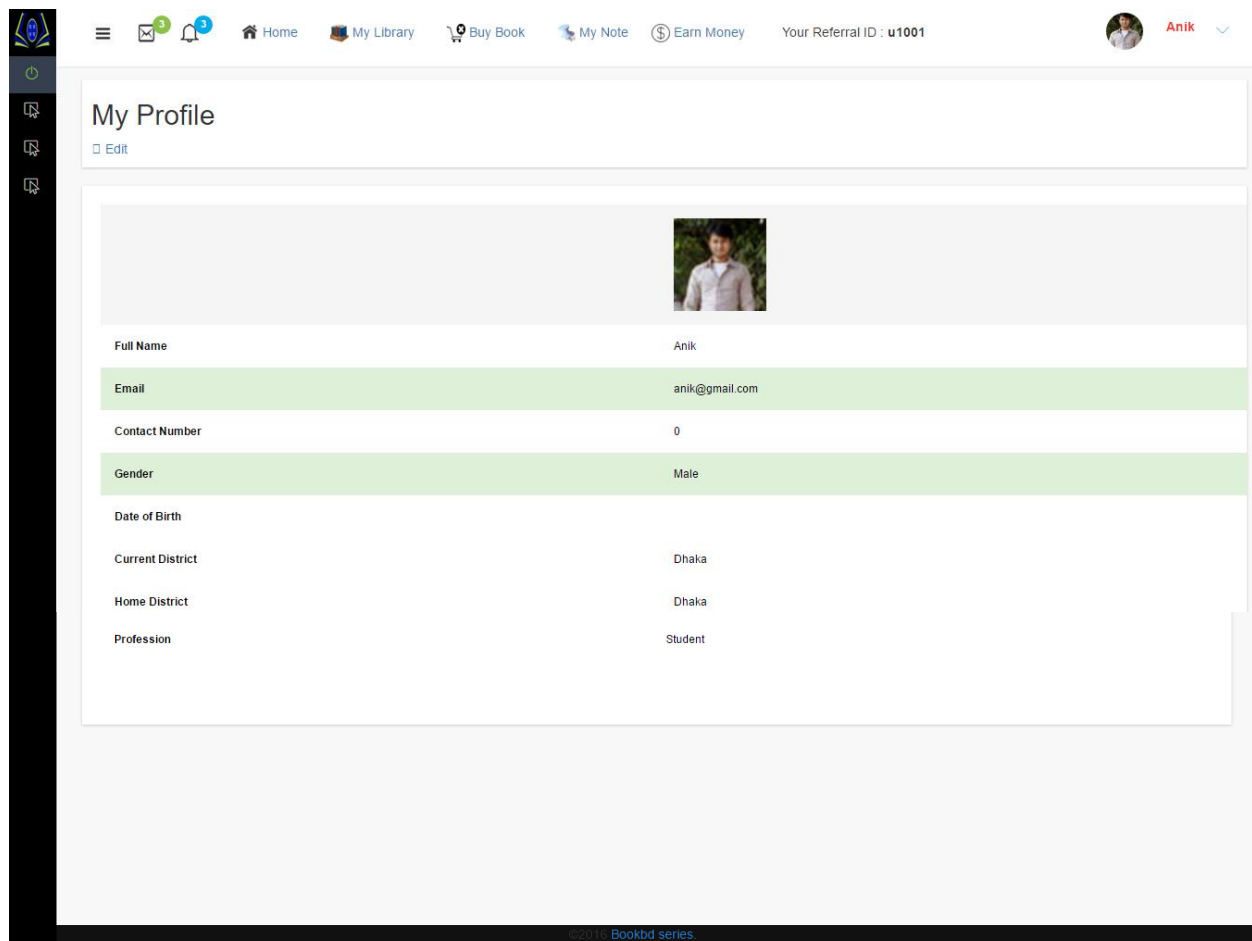 3 3 Home My Library Buy Book My Note Earn Money Your Referral ID : u1001 Anik
My Profile
Edit
Full Name Anik
Email anik@gmail.com
Contact Number 0
Gender Male
Date of Birth
Current District Dhaka
Home District Dhaka
Profession Student
©2016 Bookbd series.